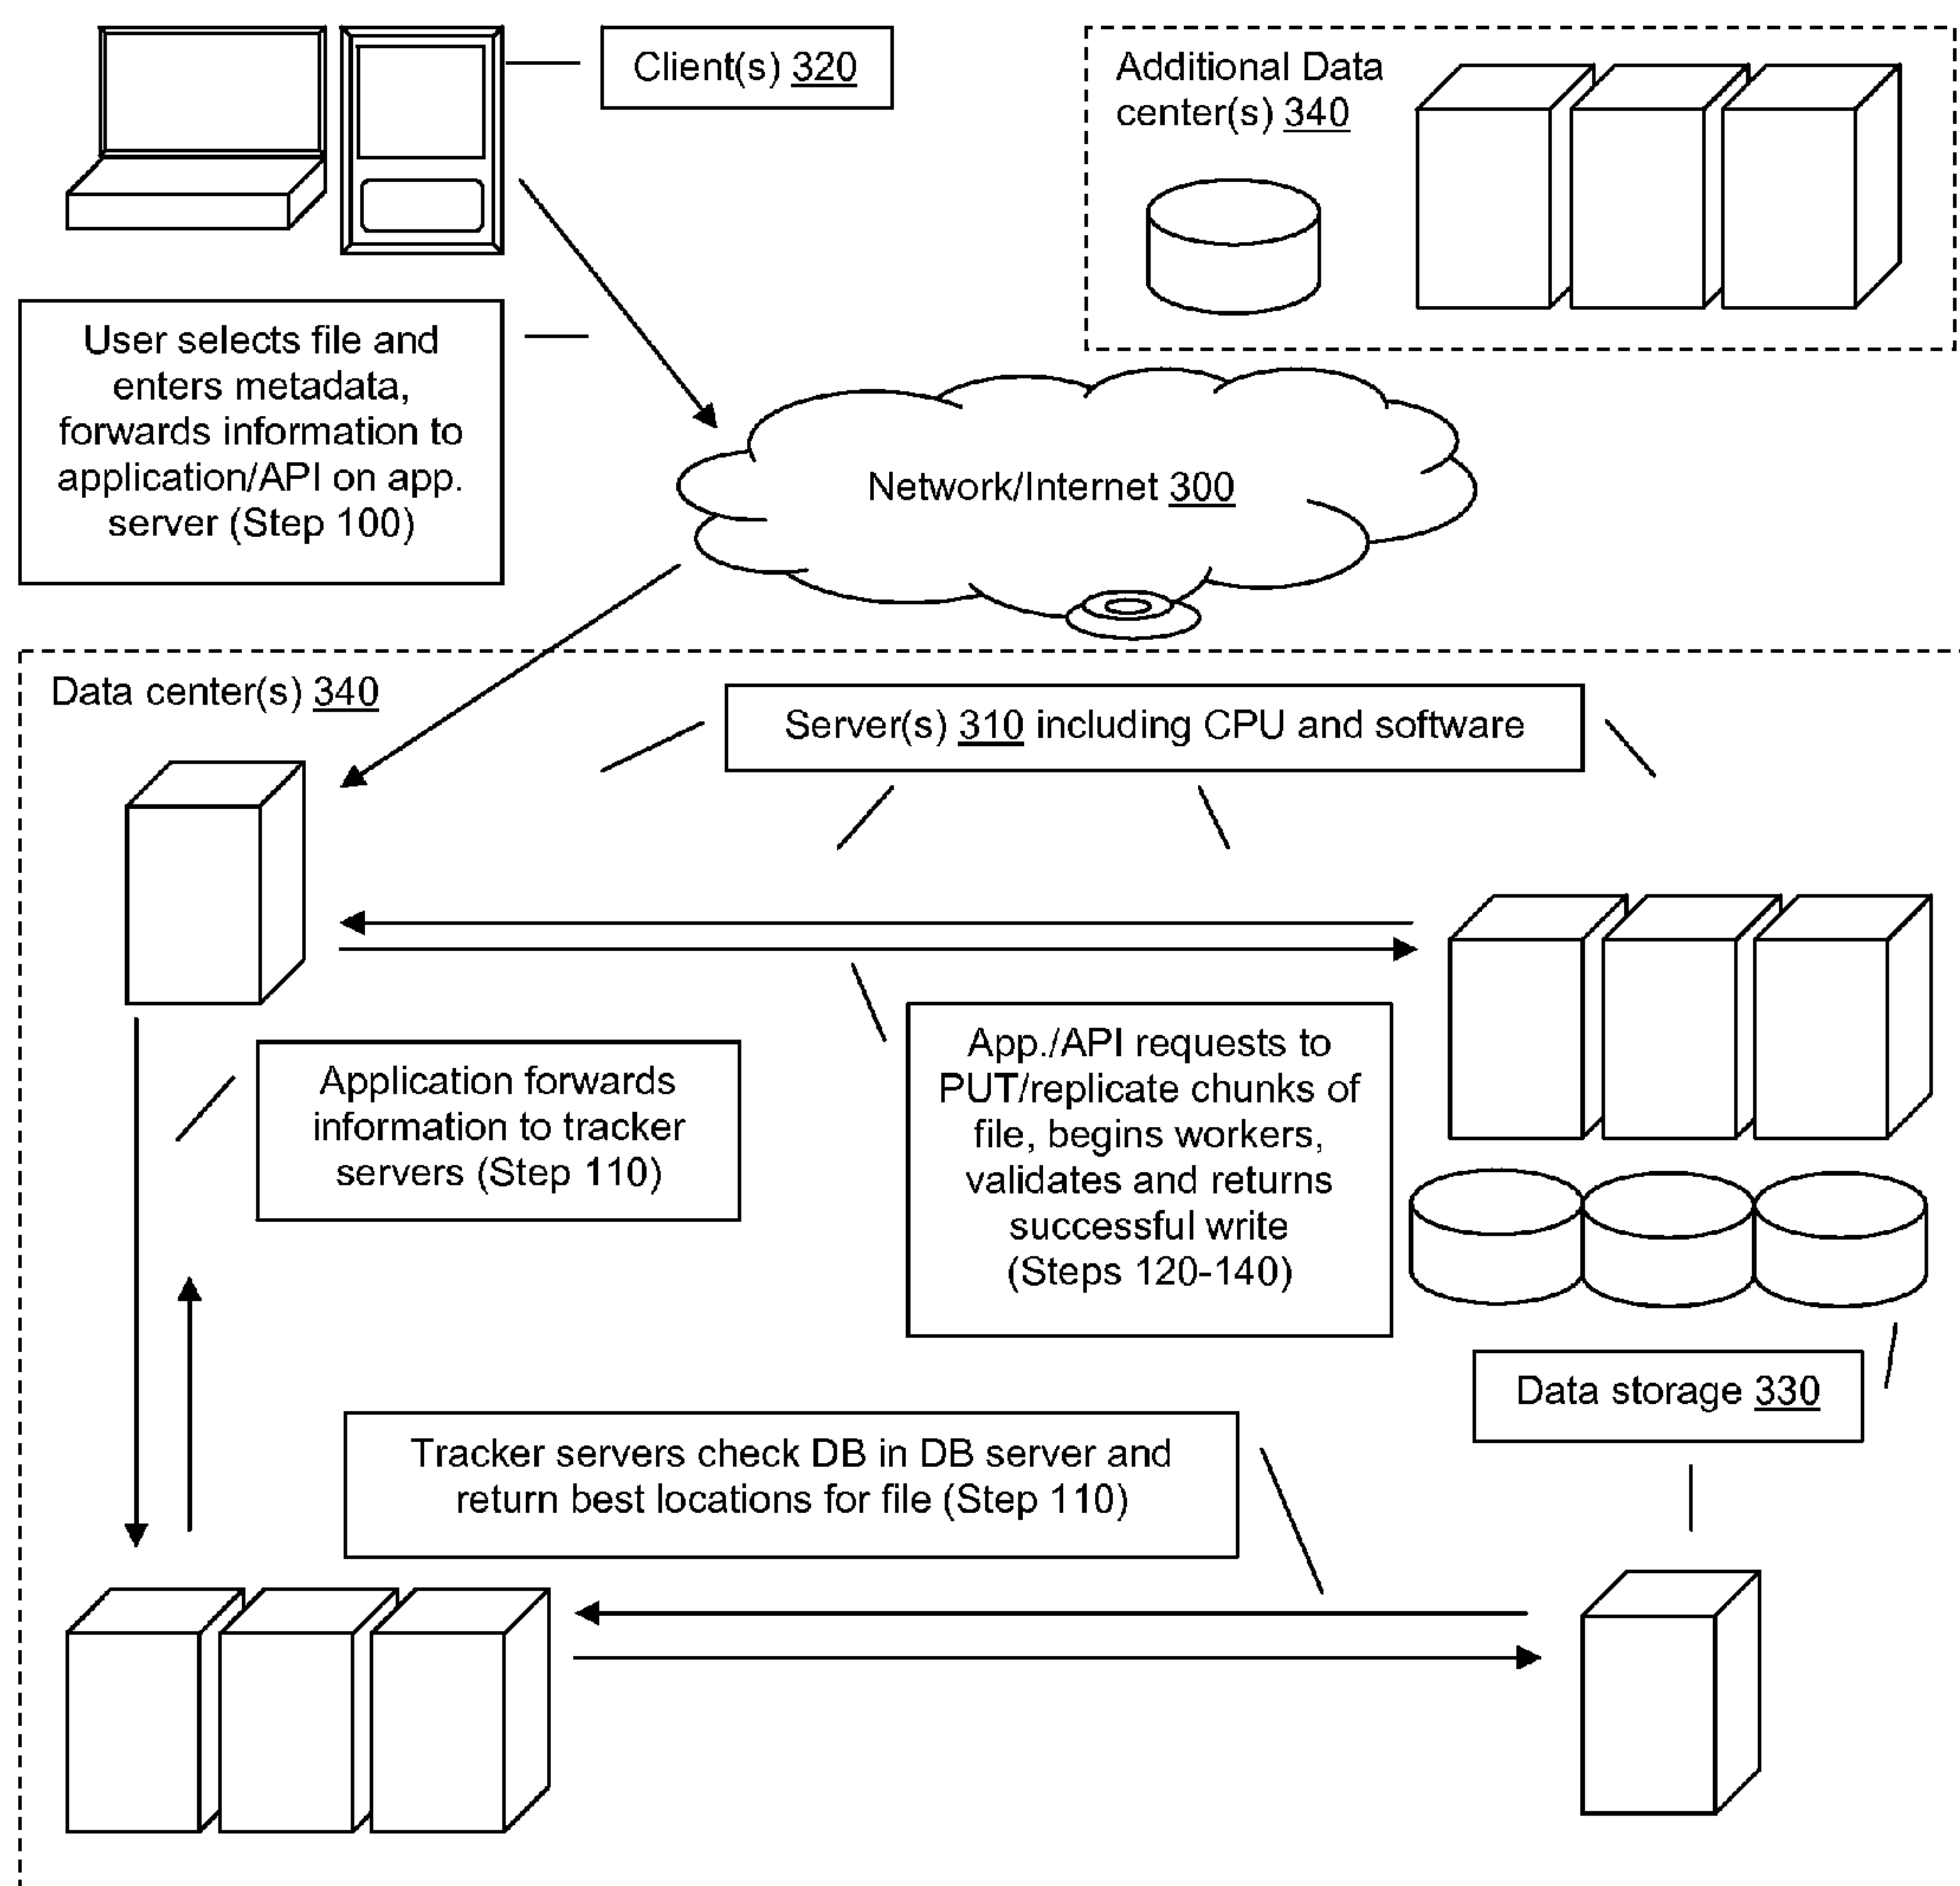 Client(s) 320
Additional Data
center(s) 340
User selects file and
enters metadata,
forwards information to
application/API on app.
server (Step 100)
Network/Internet 300
Data center(s) 340
Server(s) 310 including CPU and software
Application forwards
information to tracker
servers (Step 110)
App./API requests to
PUT/replicate chunks of
file, begins workers,
validates and returns
successful write
(Steps 120-140)
Data storage 330
Tracker servers check DB in DB server and
return best locations for file (Step 110)